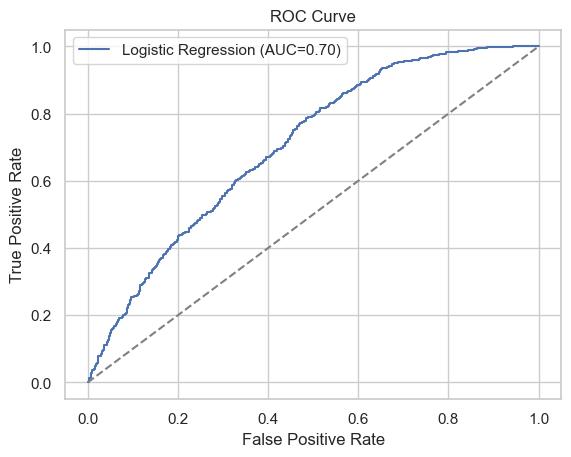 ROC Curve
Logistic Regression (AUC=0.70)
1.0
0.8
0.6
0.4
0.2
0.0
True Positive Rate
0.0 0.2 0.4 0.6 0.8 1.0
False Positive Rate